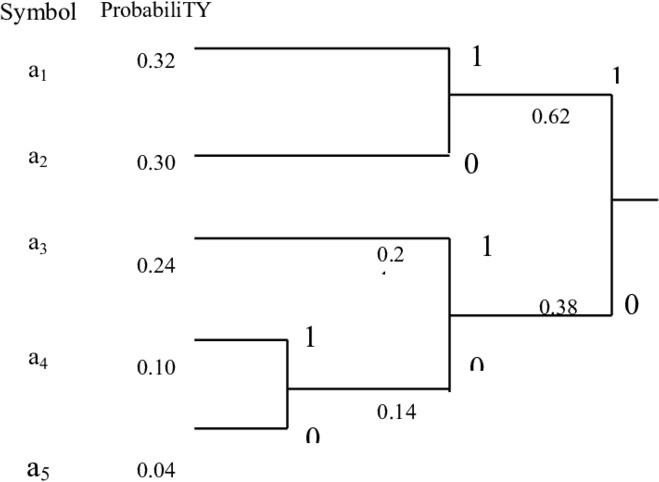 Symbol ProbabiliTY
0.32 1 1
a₁
0.62
a₂ 0.30 0
a₃ 0.2 1
0.24
0.38 0
1
a₄ 0.10 0
0.14
0
a₅ 0.04